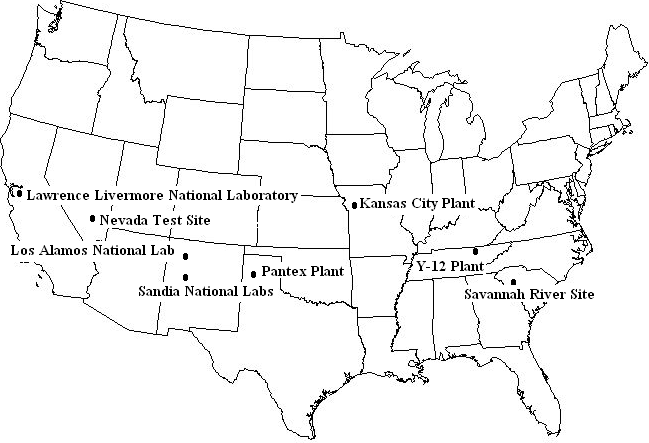 Lawrence Livermore National Laboratory
Kansas City Plant
Nevada Test Site
Los Alamos National Lab
Pantex Plant
Y-12 Plant
Sandia National Labs
Savannah River Site